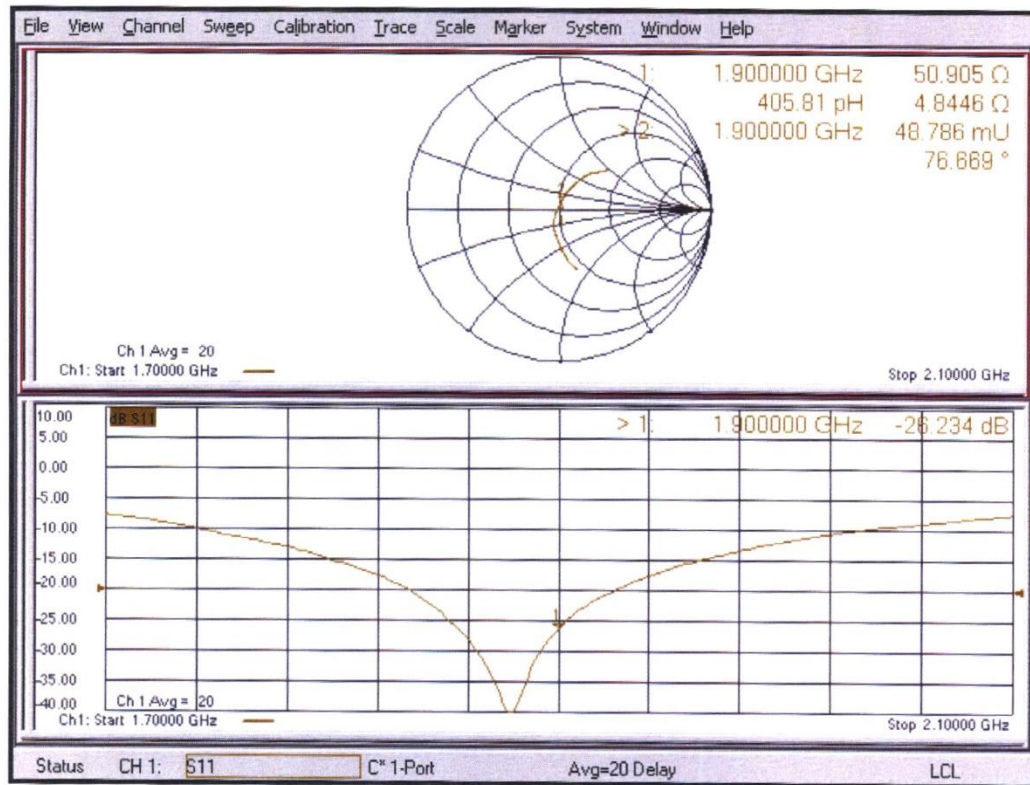 File View Channel Sweep Calibration Trace Scale Marker System Window Help
1: 1.900000 GHz 50.905 Ω
405.81 pH 4.8446 Ω
> 2: 1.900000 GHz 48.786 mU
76.669 °
Ch 1 Avg = 20
Ch1: Start 1.70000 GHz
Stop 2.10000 GHz
10.00
dB S11
> 1: 1.900000 GHz -26.234 dB
5.00
0.00
-5.00
-10.00
-15.00
-20.00
-25.00
1
-30.00
-35.00
-40.00
Ch 1 Avg = 20
Ch1: Start 1.70000 GHz
Stop 2.10000 GHz
Status CH 1: S11 C* 1-Port Avg=20 Delay LCL